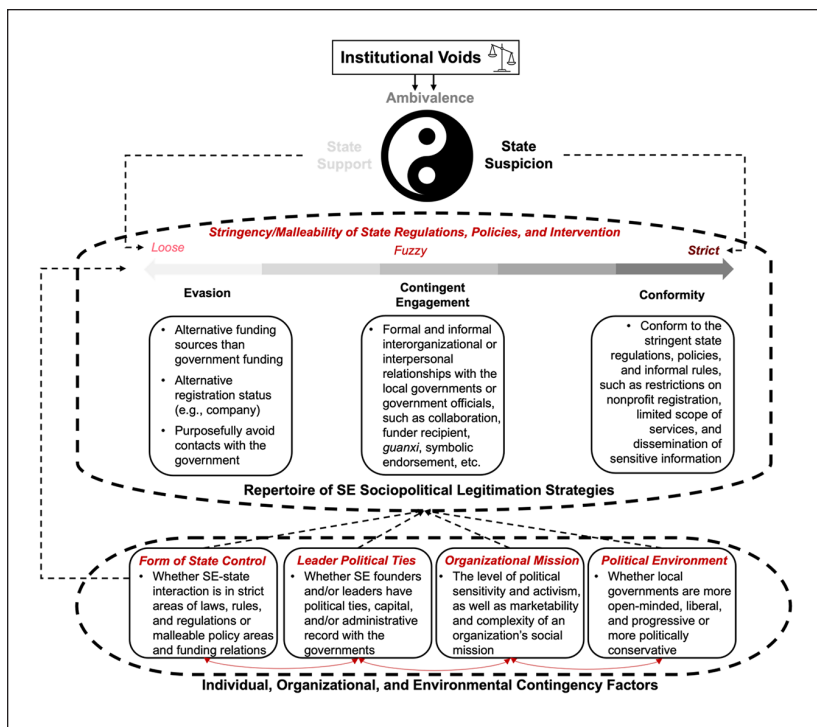 Institutional Voids
Ambivalence
State
Support
State
Suspicion
Stringency/Malleability of State Regulations, Policies, and Intervention
Loose
Fuzzy
Strict
Evasion
Contingent
Engagement
Conformity
• Alternative funding
sources than
government funding
• Alternative
registration status
(e.g., company)
• Purposefully avoid
contacts with the
government
• Formal and informal
interorganizational or
interpersonal
relationships with the
local governments or
government officials,
such as collaboration,
funder recipient,
guanxi, symbolic
endorsement, etc.
• Conform to the
stringent state
regulations, policies,
and informal rules,
such as restrictions on
nonprofit registration,
limited scope of
services, and
dissemination of
sensitive information
Repertoire of SE Sociopolitical Legitimation Strategies
Form of State Control
• Whether SE-state
interaction is in strict
areas of laws, rules,
and regulations or
malleable policy areas
and funding relations
Leader Political Ties
• Whether SE founders
and/or leaders have
political ties, capital,
and/or administrative
record with the
governments
Organizational Mission
• The level of political
sensitivity and activism,
as well as marketability
and complexity of an
organization's social
mission
Political Environment
• Whether local
governments are more
open-minded, liberal,
and progressive or
more politically
conservative
Individual, Organizational, and Environmental Contingency Factors